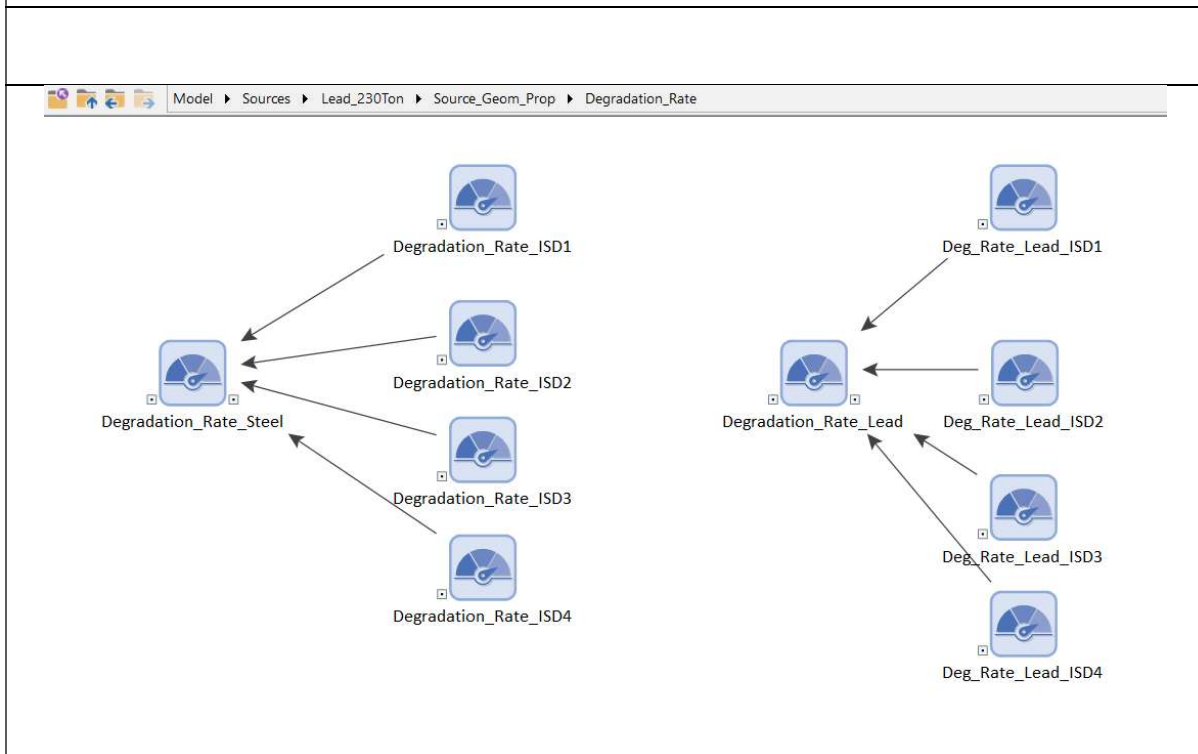 Model ▸ Sources ▸ Lead_230Ton ▸ Source_Geom_Prop ▸ Degradation_Rate
Degradation_Rate_ISD1
Deg_Rate_Lead_ISD1
Degradation_Rate_ISD2
Degradation_Rate_Steel
Degradation_Rate_Lead
Deg_Rate_Lead_ISD2
Degradation_Rate_ISD3
Deg_Rate_Lead_ISD3
Degradation_Rate_ISD4
Deg_Rate_Lead_ISD4